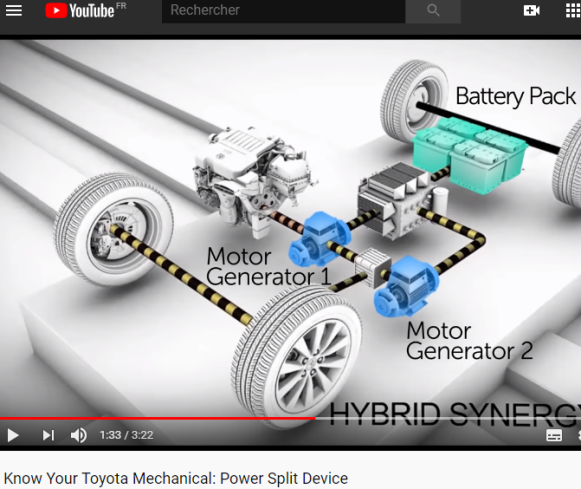 YouTube FR
Rechercher
Battery Pack
Motor
Generator 1
Motor
Generator 2
HYBRID SYNERGY
1:33 / 3:22
Know Your Toyota Mechanical: Power Split Device